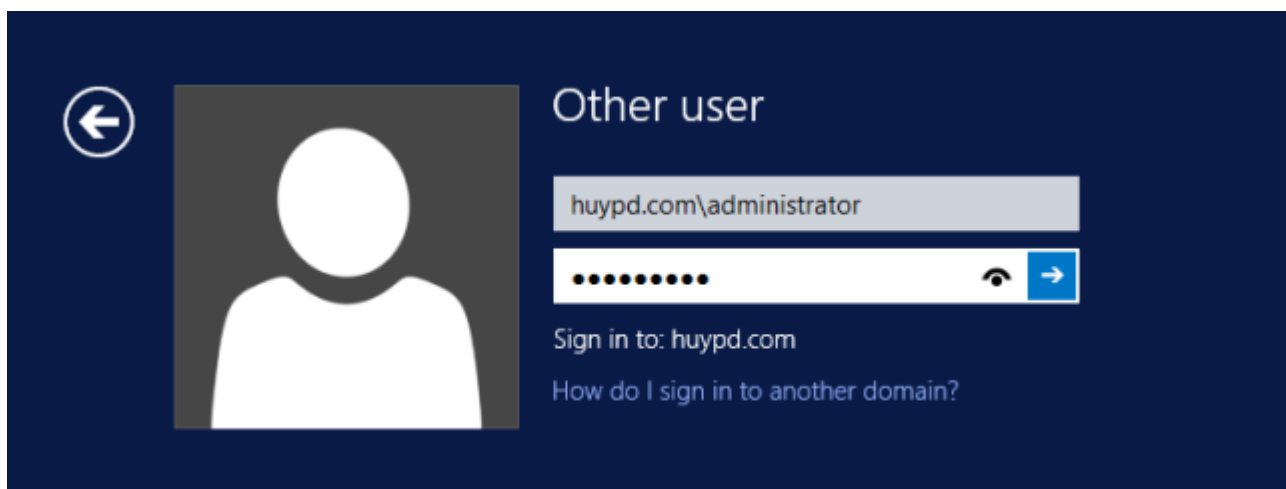 Other user
huypd.com\administrator
•••••••••
Sign in to: huypd.com
How do I sign in to another domain?